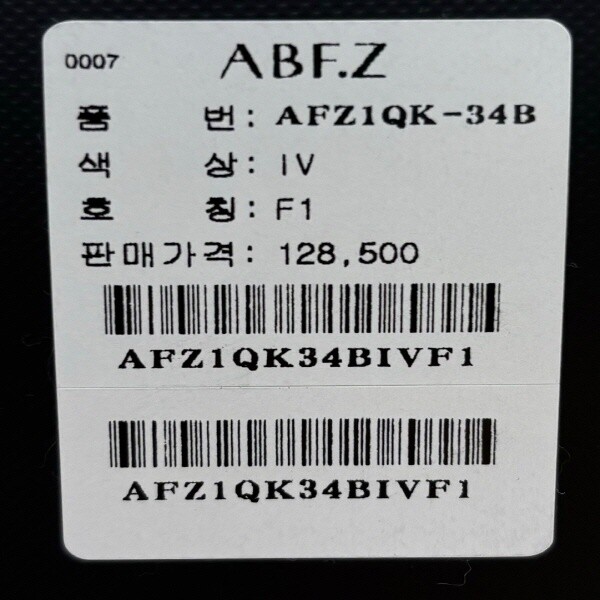 0007 ABF.Z
품 번: AFZ1QK-34B
색 상: IV
호 칭: F1
판매가격: 128,500
AFZ1QK34BIVF1
AFZ1QK34BIVF1